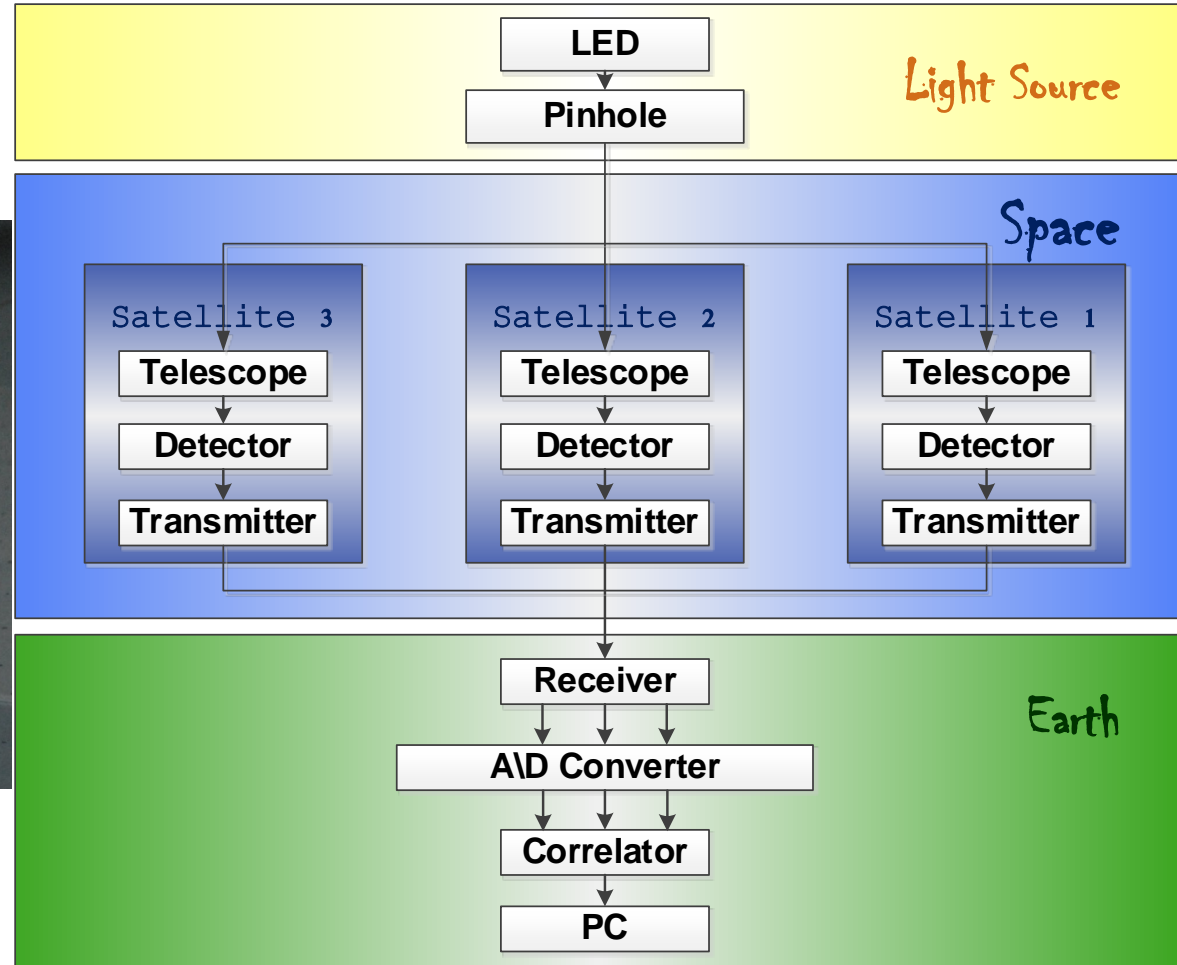 LED
Light Source
Pinhole
Space
Satellite 3
Satellite 2
Satellite 1
Telescope
Telescope
Telescope
Detector
Detector
Detector
Transmitter
Transmitter
Transmitter
Receiver
Earth
A\D Converter
Correlator
PC